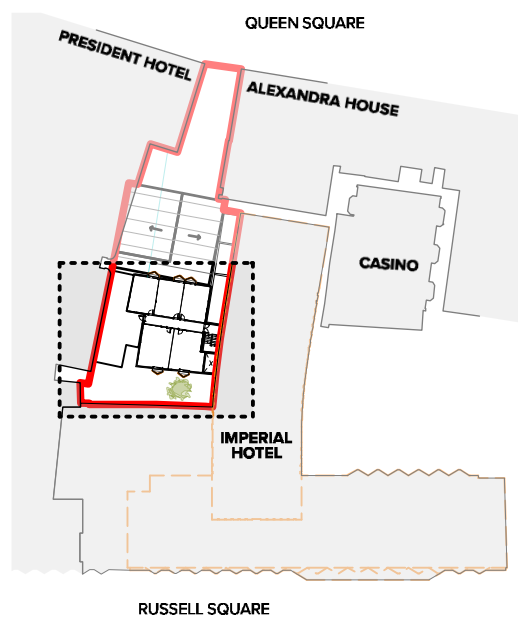 QUEEN SQUARE
PRESIDENT HOTEL
ALEXANDRA HOUSE
CASINO
IMPERIAL
HOTEL
RUSSELL SQUARE